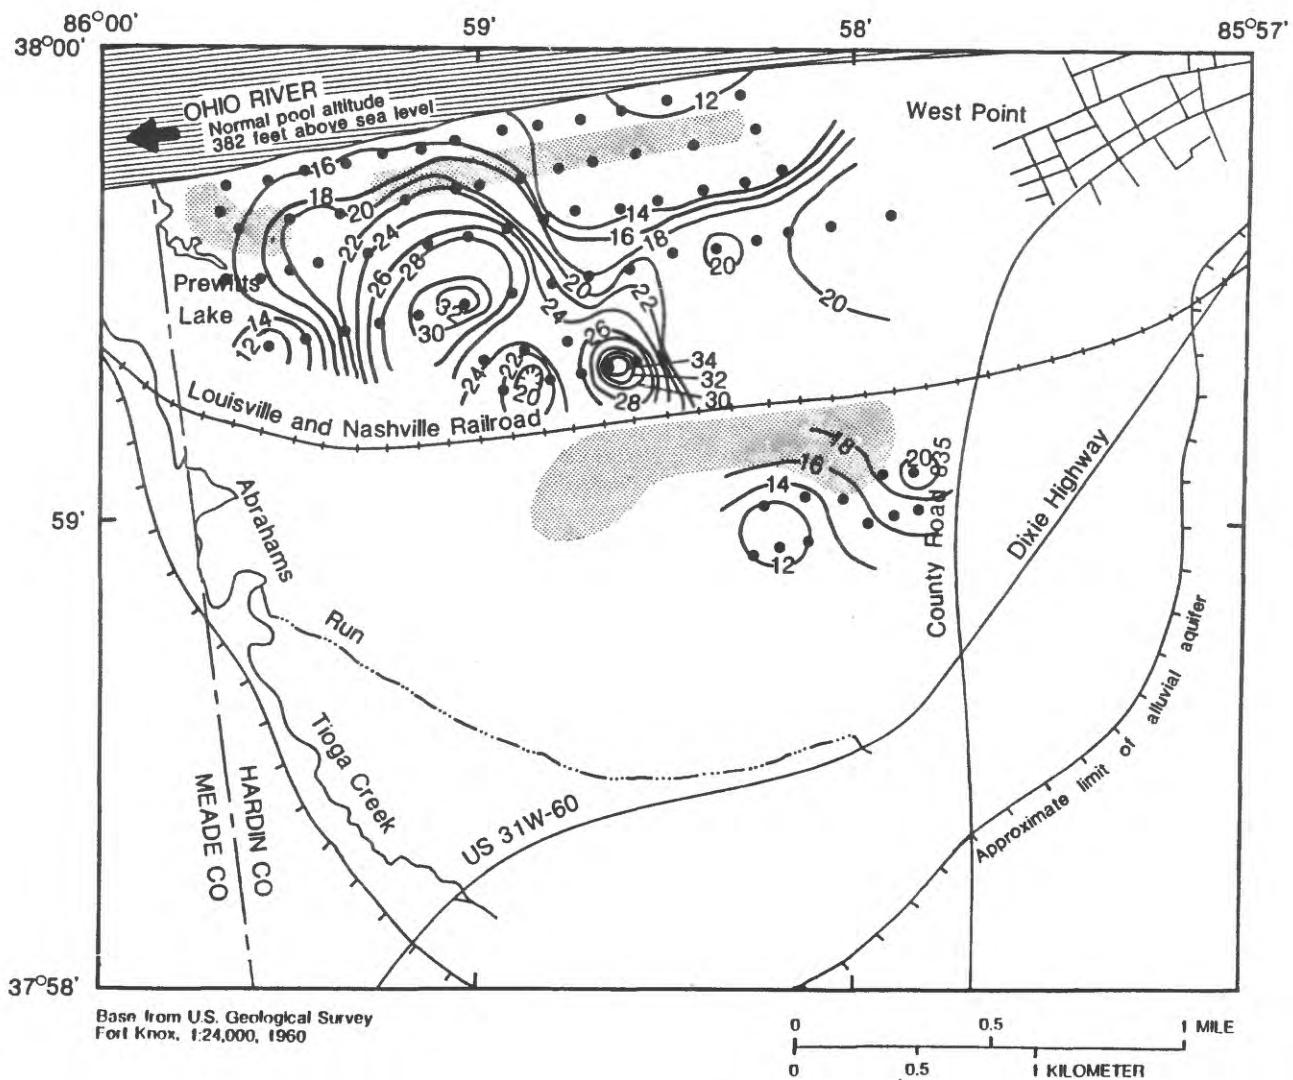 86°00' 59' 58' 85°57'
38°00'
OHIO RIVER
Normal pool altitude
382 feet above sea level
12
West Point
16
18
20
14
16
18
22
24
26
28
20
20
22
24
20
Prewitts
Lake
32
30
14
12
26
34
32
30
28
24
22
20
Louisville and Nashville Railroad
18
20
16
14
12
County Road 835
Dixie Highway
59'
Abrahams
Run
Tioga Creek
HARDIN CO
MEADE CO
US 31W-60
Approximate limit of alluvial aquifer
37°58'
Base from U.S. Geological Survey
Fort Knox, 1:24,000, 1960
0 0.5 1 MILE
0 0.5 1 KILOMETER